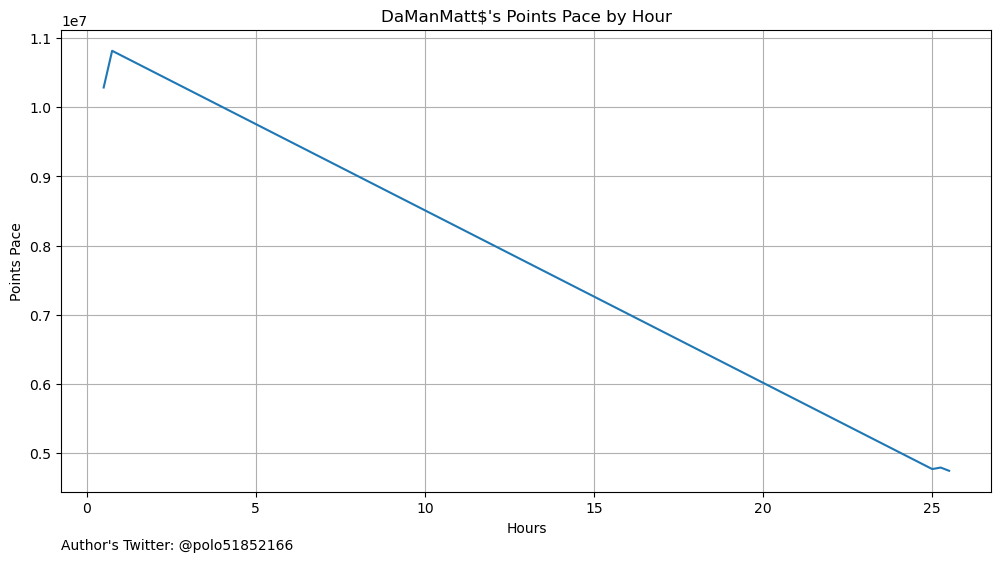 DaManMatt$'s Points Pace by Hour
1e7
1.1
1.0
0.9
0.8
0.7
0.6
0.5
Points Pace
0 5 10 15 20 25
Hours
Author's Twitter: @polo51852166